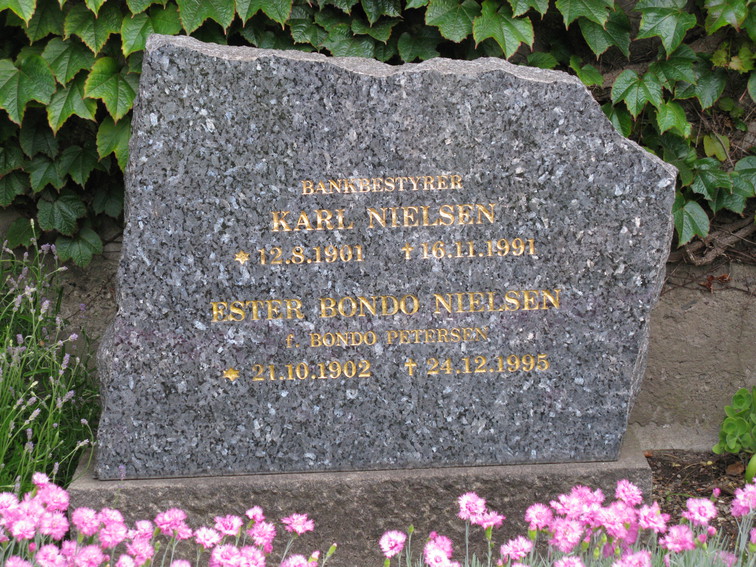 BANKBESTYRER
KARL NIELSEN
* 12.8.1901 † 16.11.1991
ESTER BONDO NIELSEN
f. BONDO PETERSEN
* 21.10.1902 † 24.12.1995